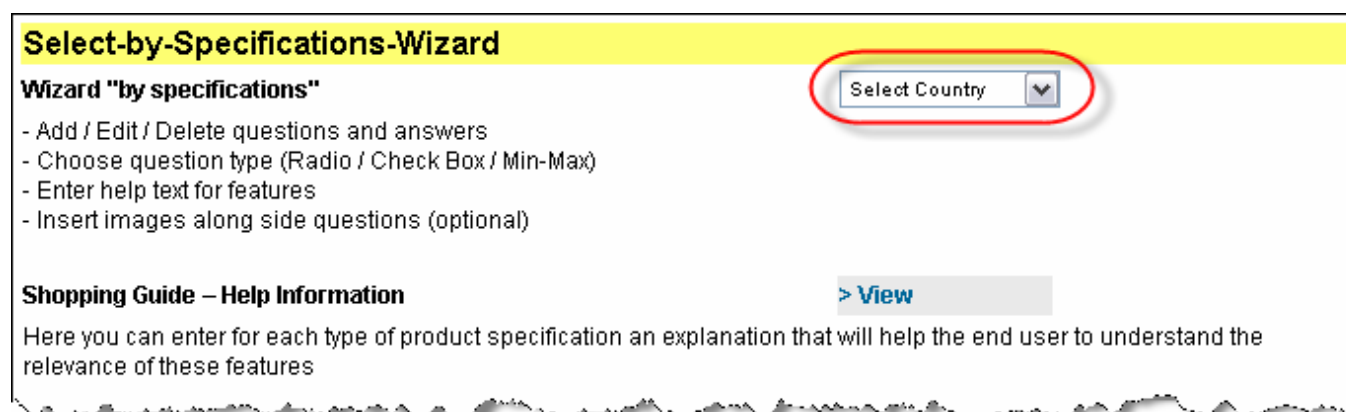 Select-by-Specifications-Wizard
Wizard "by specifications"
Select Country
- Add / Edit / Delete questions and answers
- Choose question type (Radio / Check Box / Min-Max)
- Enter help text for features
- Insert images along side questions (optional)
Shopping Guide – Help Information
> View
Here you can enter for each type of product specification an explanation that will help the end user to understand the
relevance of these features